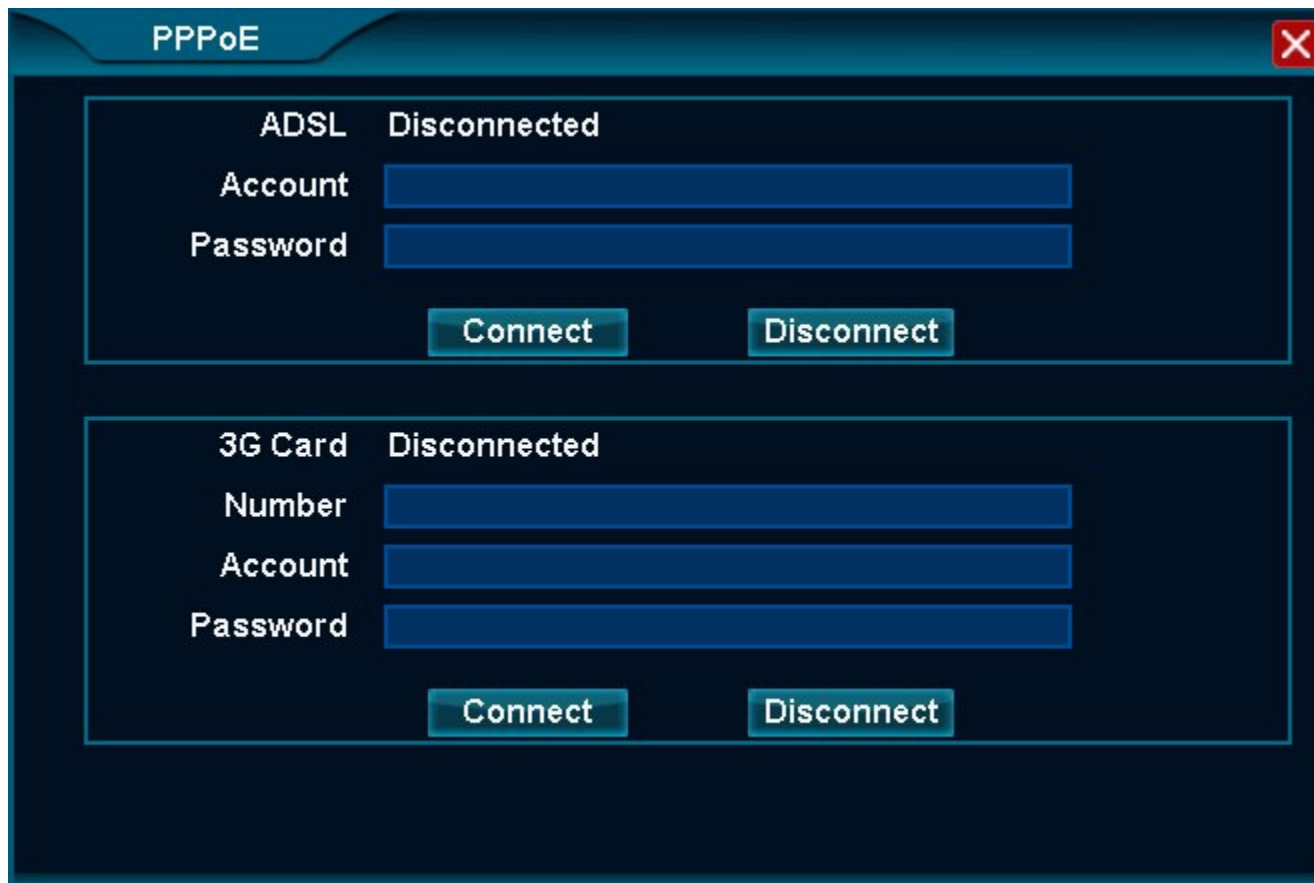 PPPoE
ADSL Disconnected
Account
Password
Connect Disconnect
3G Card Disconnected
Number
Account
Password
Connect Disconnect